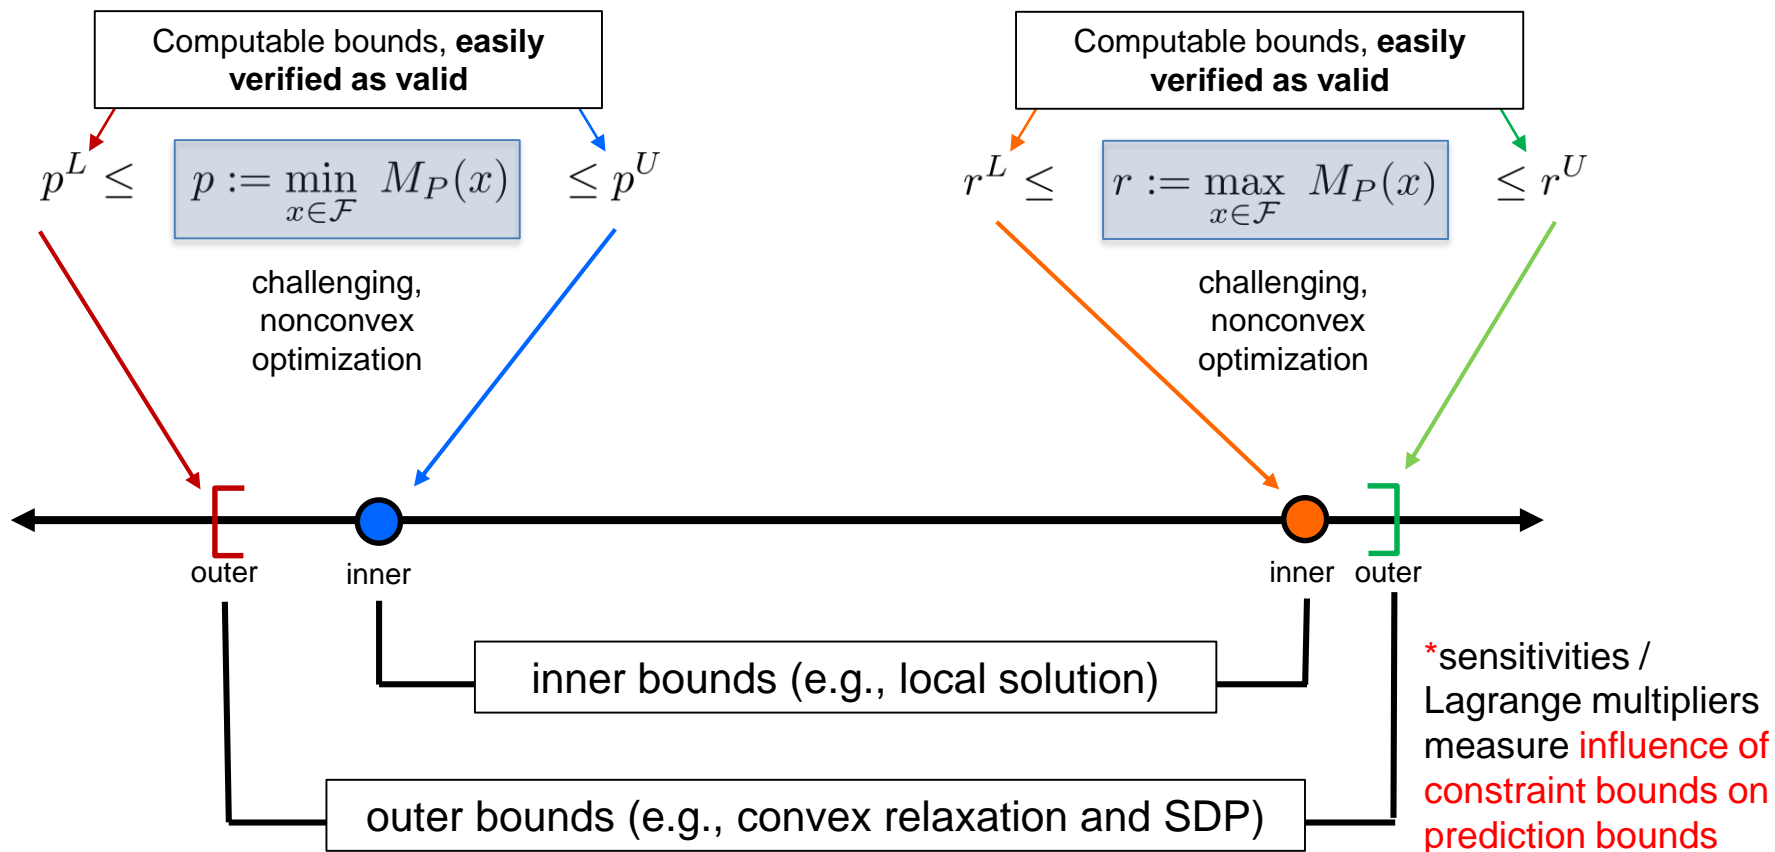 Computable bounds, easily
verified as valid
Computable bounds, easily
verified as valid
p^L ≤ p := min_{x∈𝓕} M_P(x) ≤ p^U
r^L ≤ r := max_{x∈𝓕} M_P(x) ≤ r^U
challenging,
nonconvex
optimization
challenging,
nonconvex
optimization
outer inner inner outer
inner bounds (e.g., local solution)
outer bounds (e.g., convex relaxation and SDP)
*sensitivities /
Lagrange multipliers
measure influence of
constraint bounds on
prediction bounds